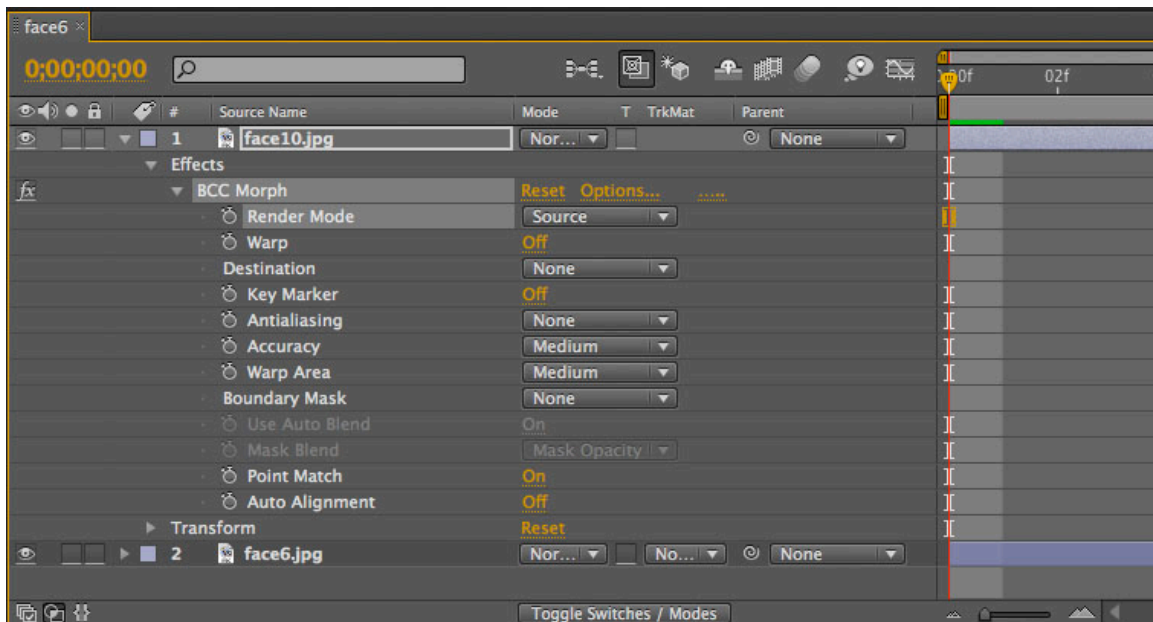 face6
0;00;00;00
00f 02f
# Source Name Mode T TrkMat Parent
1 face10.jpg Nor... None
Effects
fx BCC Morph Reset Options... .....
Render Mode Source
Warp Off
Destination None
Key Marker Off
Antialiasing None
Accuracy Medium
Warp Area Medium
Boundary Mask None
Use Auto Blend On
Mask Blend Mask Opacity
Point Match On
Auto Alignment Off
Transform Reset
2 face6.jpg Nor... No... None
Toggle Switches / Modes